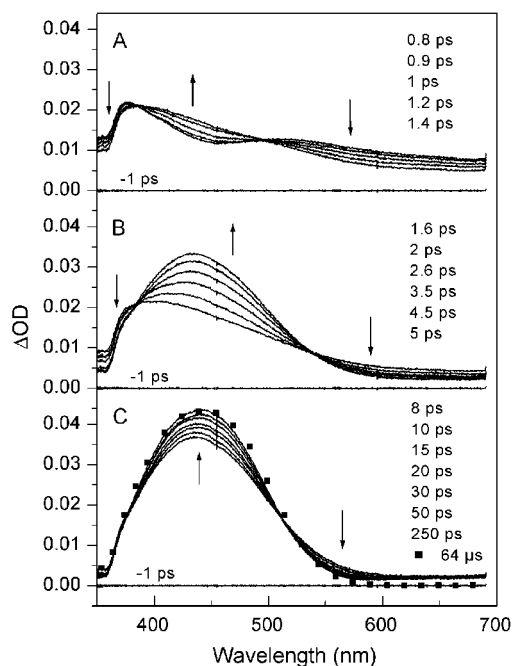 0.04
A
0.8 ps
0.9 ps
0.03
1 ps
1.2 ps
0.02
1.4 ps
0.01
0.00
-1 ps
0.04
B
1.6 ps
2 ps
0.03
2.6 ps
3.5 ps
0.02
4.5 ps
5 ps
0.01
0.00
-1 ps
ΔOD
0.04
C
8 ps
10 ps
0.03
15 ps
20 ps
0.02
30 ps
50 ps
0.01
250 ps
64 µs
0.00
-1 ps
400 500 600 700
Wavelength (nm)